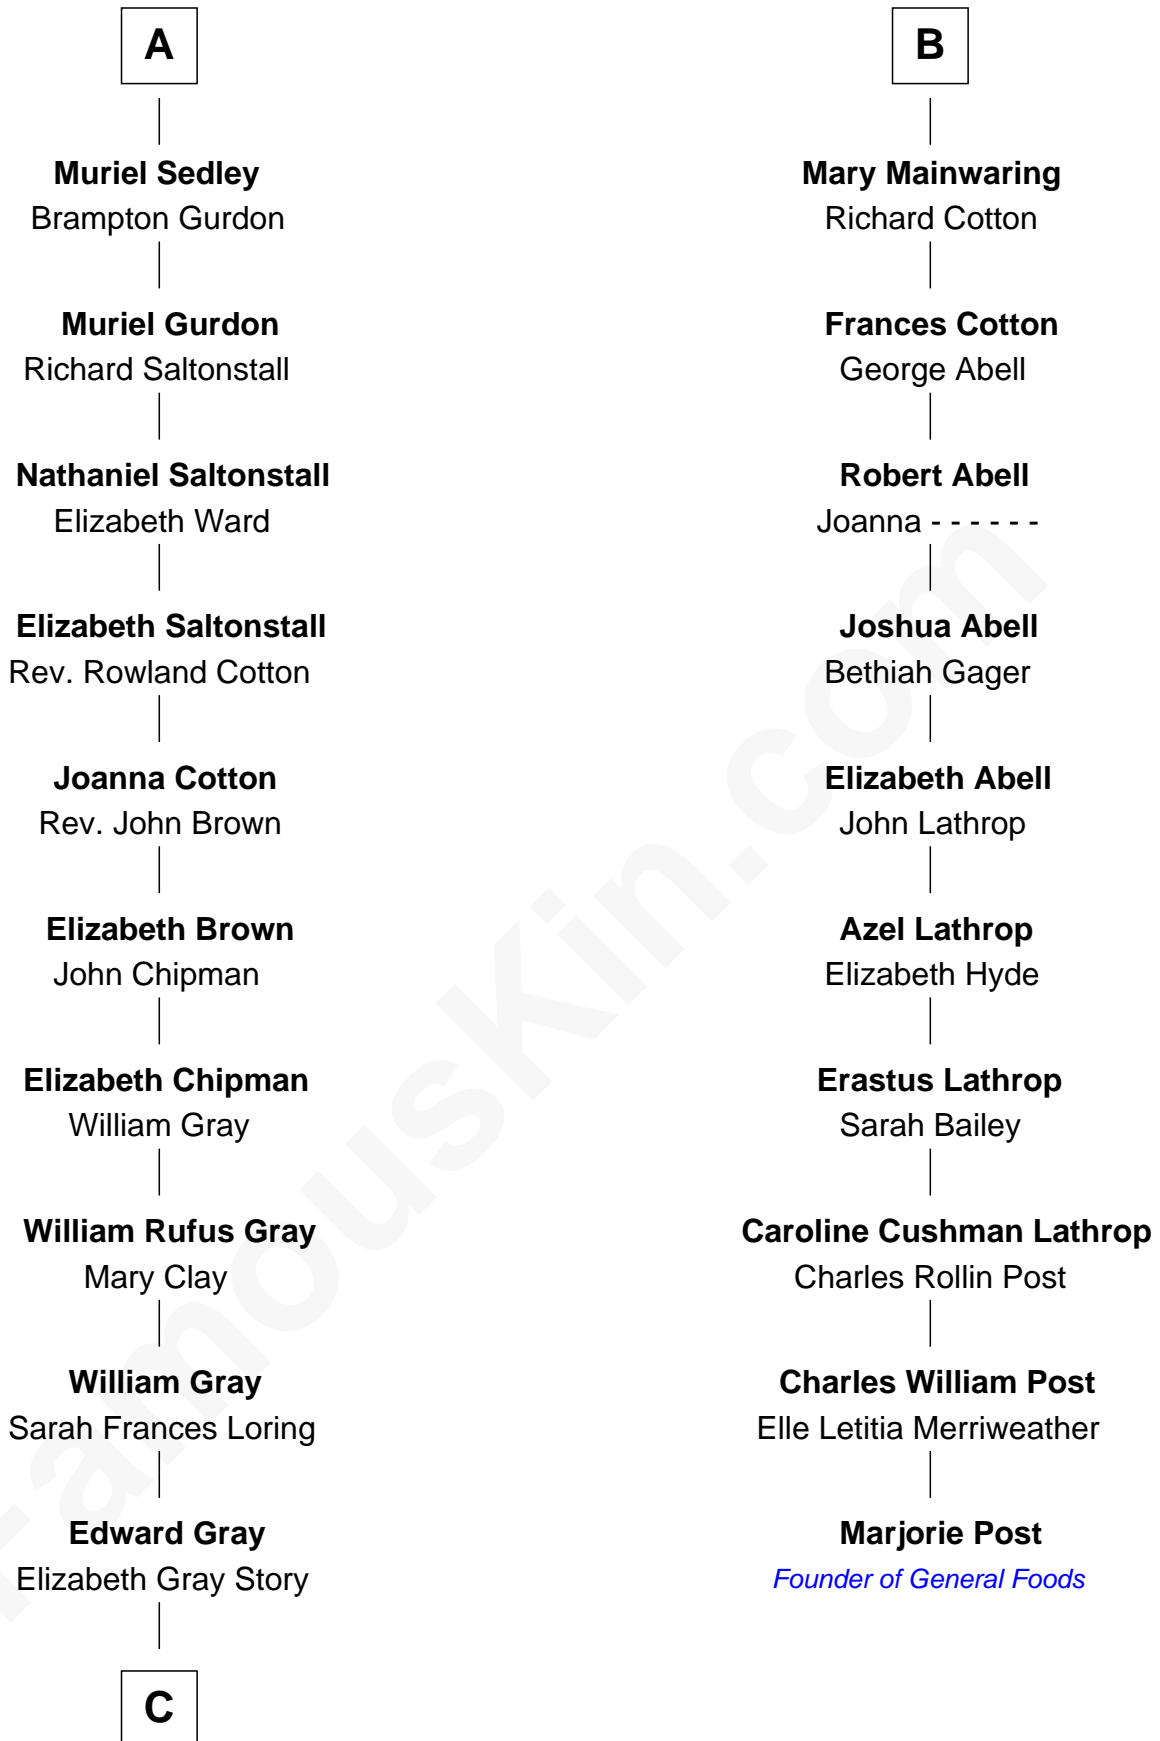 A
Muriel Sedley
Brampton Gurdon
Muriel Gurdon
Richard Saltonstall
Nathaniel Saltonstall
Elizabeth Ward
Elizabeth Saltonstall
Rev. Rowland Cotton
Joanna Cotton
Rev. John Brown
Elizabeth Brown
John Chipman
Elizabeth Chipman
William Gray
William Rufus Gray
Mary Clay
William Gray
Sarah Frances Loring
Edward Gray
Elizabeth Gray Story
C
B
Mary Mainwaring
Richard Cotton
Frances Cotton
George Abell
Robert Abell
Joanna - - - - - -
Joshua Abell
Bethiah Gager
Elizabeth Abell
John Lathrop
Azel Lathrop
Elizabeth Hyde
Erastus Lathrop
Sarah Bailey
Caroline Cushman Lathrop
Charles Rollin Post
Charles William Post
Elle Letitia Merriweather
Marjorie Post
Founder of General Foods
FamousKin.com